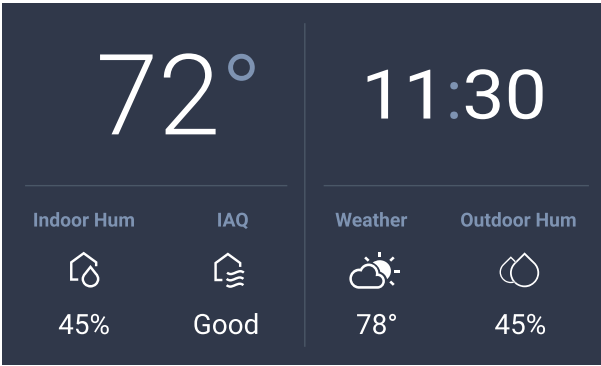 72°
11:30
Indoor Hum
IAQ
Weather
Outdoor Hum
45%
Good
78°
45%